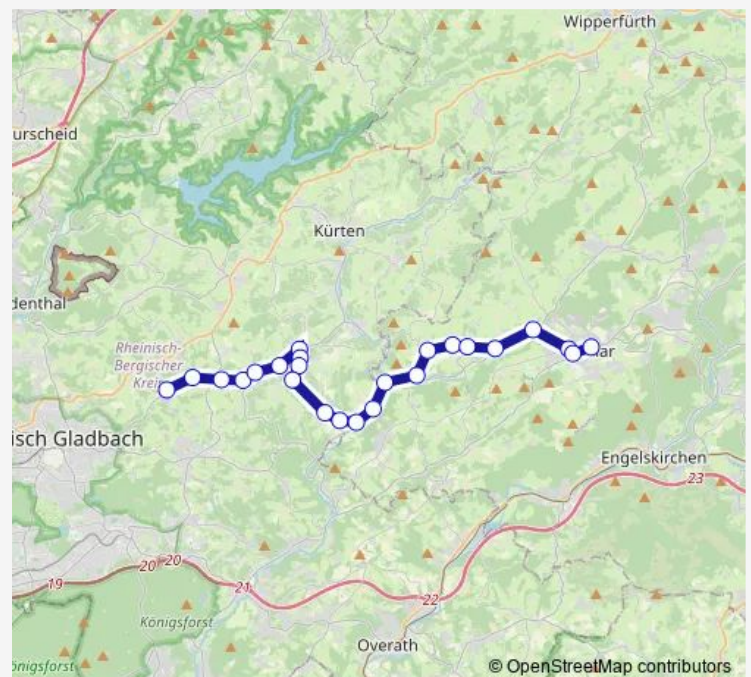 Wipperfürth
urscheid
Kürten
denthal
Rheinisch-
Bergischer
Kreis
ar
isch Gladbach
Engelskirchen
23
20 20
19
21
22
Königsforst
Overath
önigsforst
© OpenStreetMap contributors